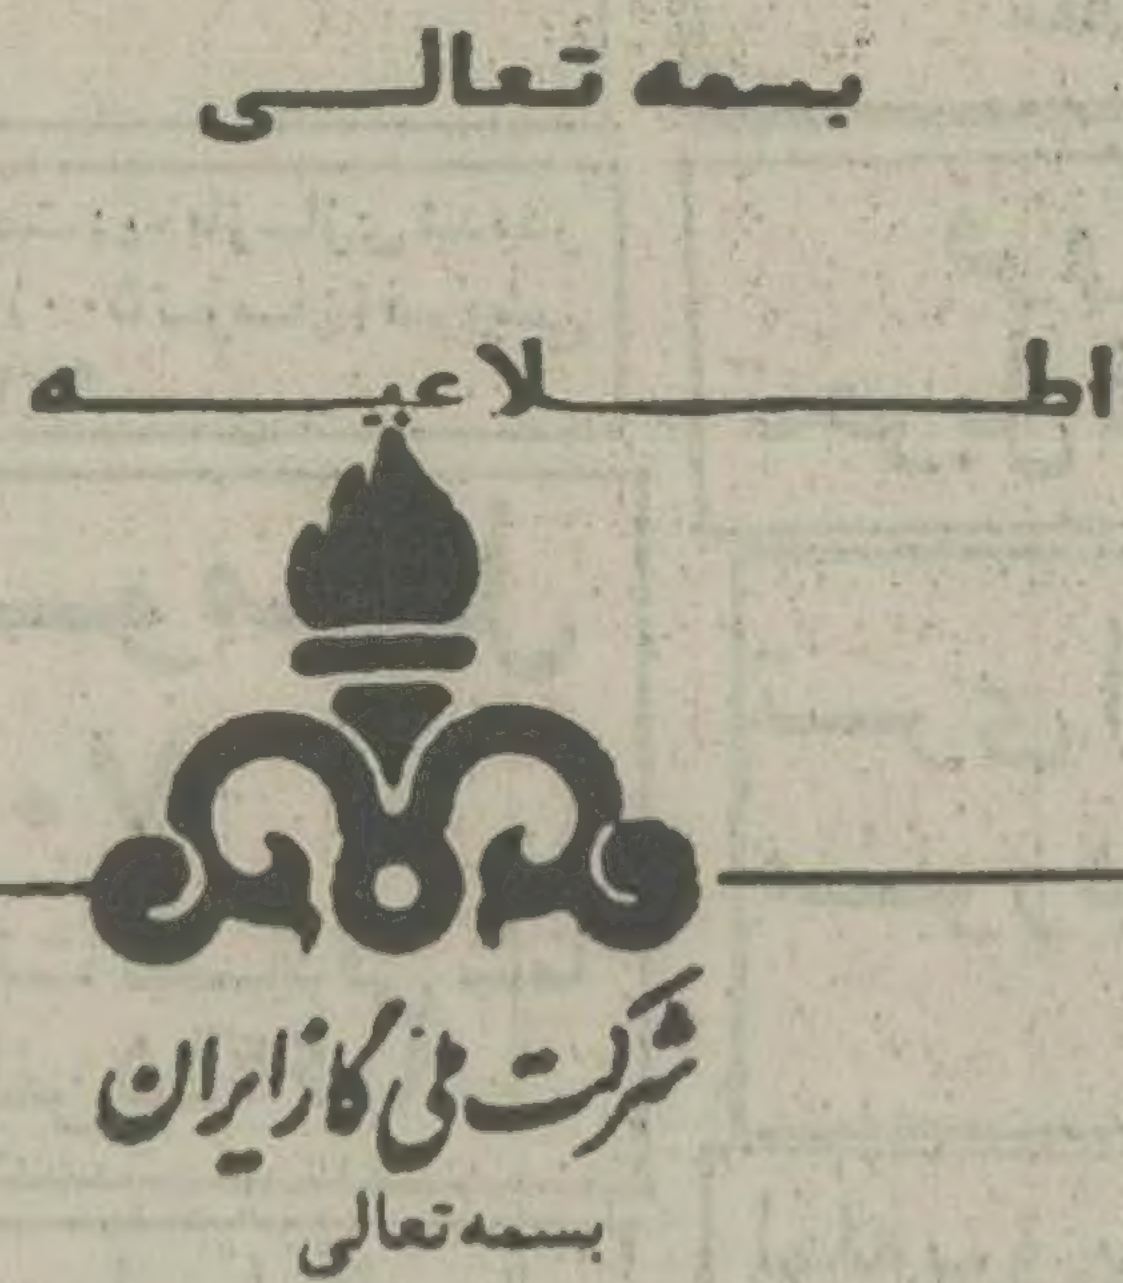 بسمه تعالی
اطلاعیه
شرکت ملی گاز ایران
بسمه تعالی